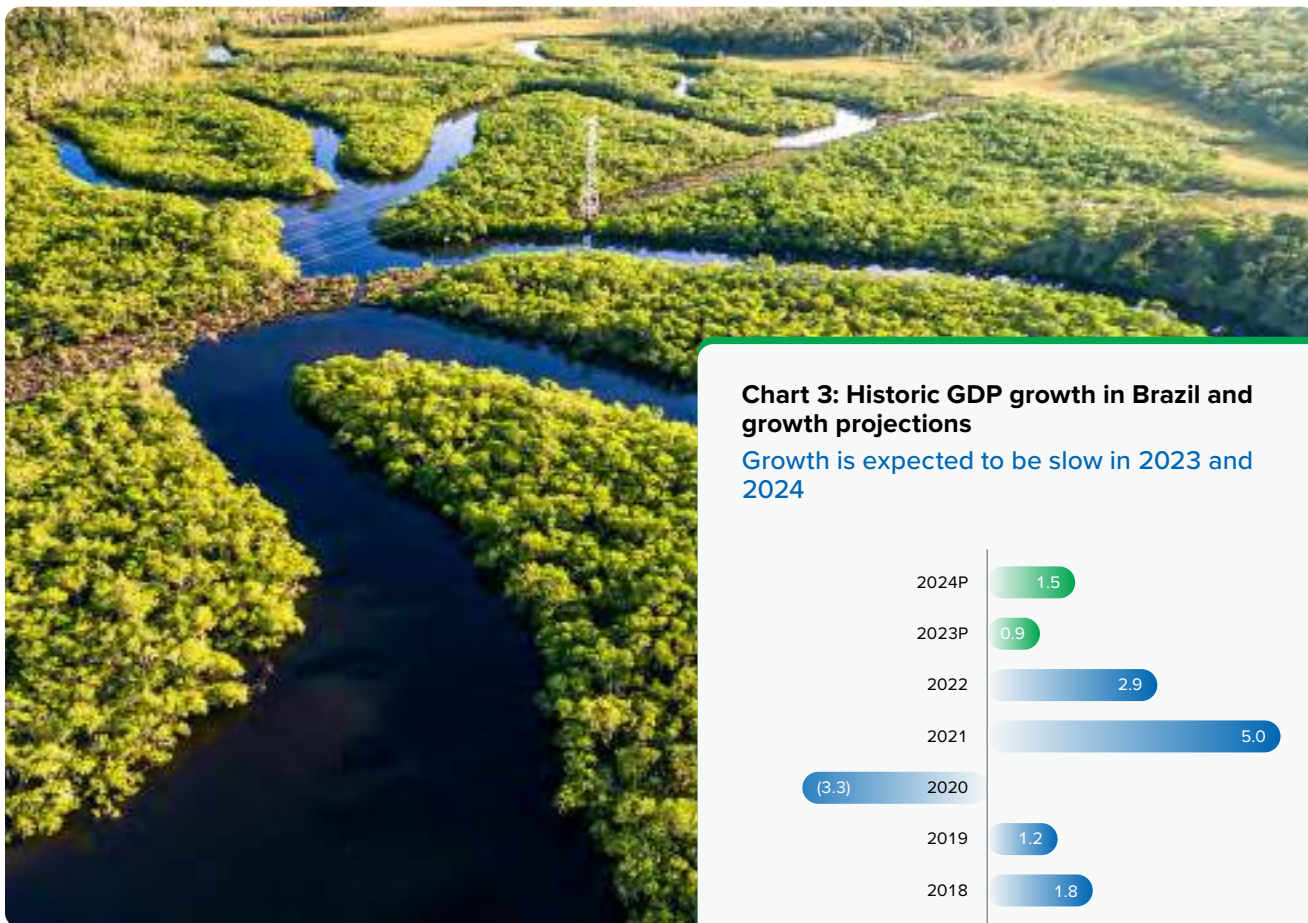 Chart 3: Historic GDP growth in Brazil and
growth projections
Growth is expected to be slow in 2023 and
2024
2024P 1.5
2023P 0.9
2022 2.9
2021 5.0
(3.3) 2020
2019 1.2
2018 1.8